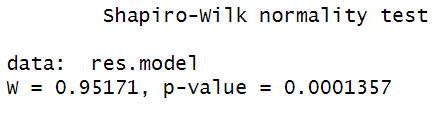 Shapiro-Wilk normality test
data:  res.model
W = 0.95171, p-value = 0.0001357